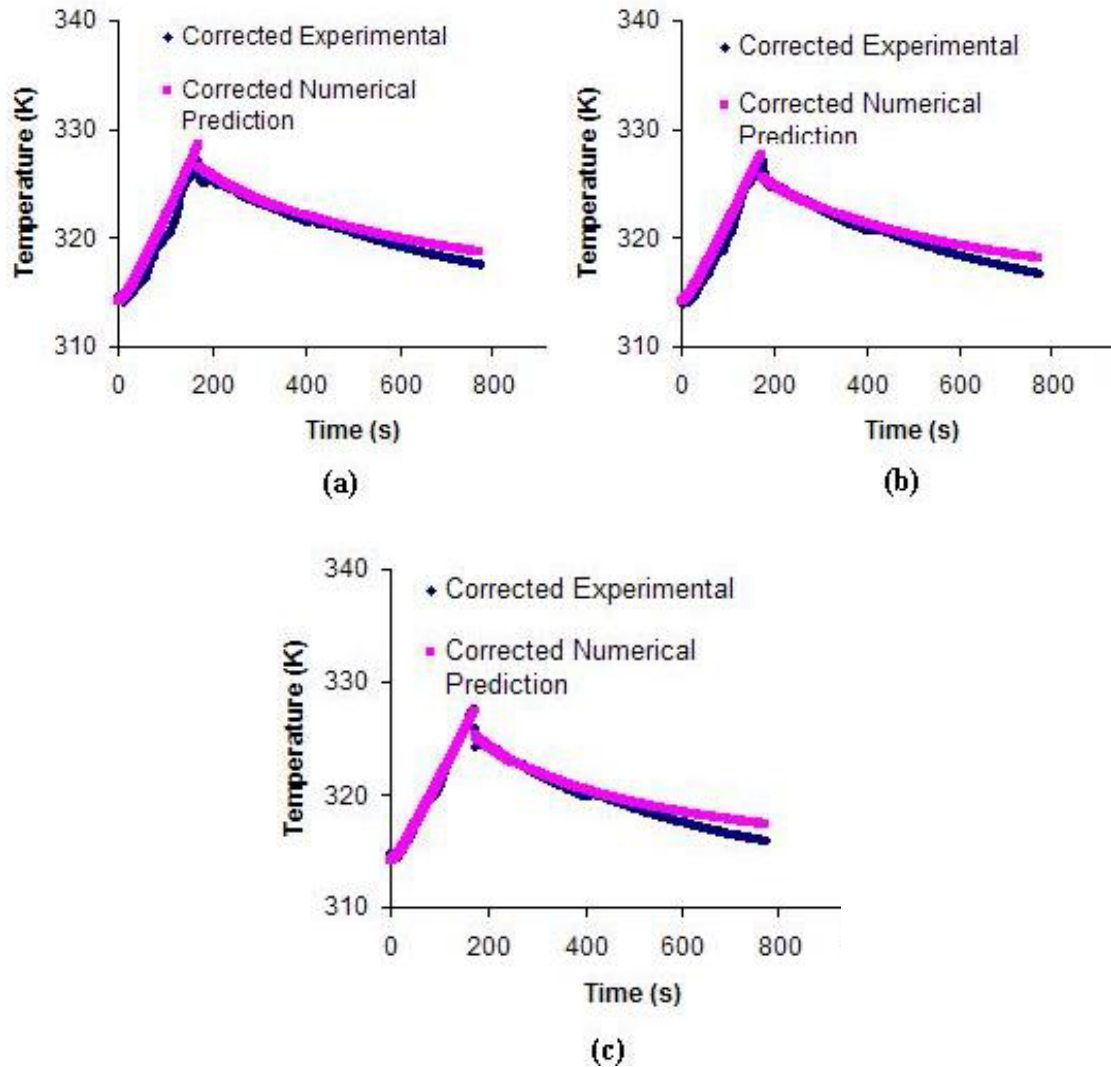 340
330
320
310
Temperature (K)
Corrected Experimental
Corrected Numerical
Prediction
0
200
400
600
800
Time (s)
(a)
340
330
320
310
Temperature (K)
Corrected Experimental
Corrected Numerical
Prediction
0
200
400
600
800
Time (s)
(b)
340
330
320
310
Temperature (K)
Corrected Experimental
Corrected Numerical
Prediction
0
200
400
600
800
Time (s)
(c)